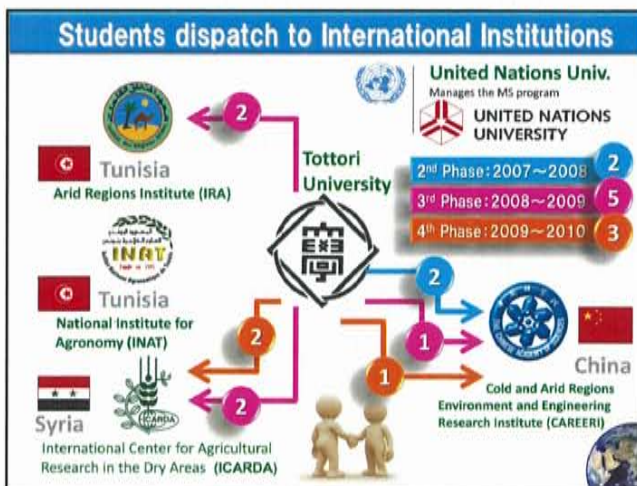 Students dispatch to International Institutions
United Nations Univ.
Manages the MS program
UNITED NATIONS
UNIVERSITY
2nd Phase:2007～2008 2
3rd Phase:2008～2009 5
4th Phase:2009～2010 3
2
Tunisia
Arid Regions Institute (IRA)
Tottori
University
INAT
Tunisia
National Institute for
Agronomy (INAT)
2
2
Syria
ICARDA
International Center for Agricultural
Research in the Dry Areas (ICARDA)
2
1
1
China
Cold and Arid Regions
Environment and Engineering
Research Institute (CAREERI)